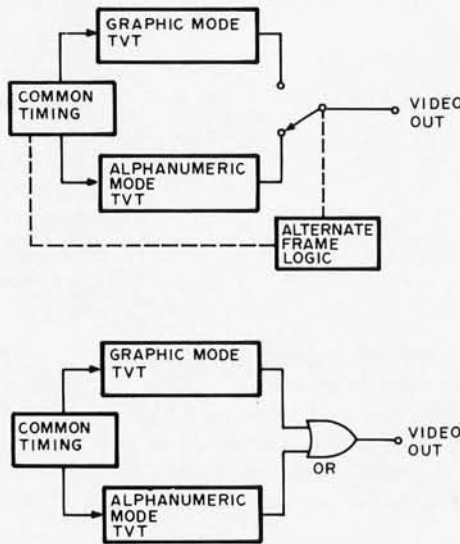 GRAPHIC MODE
TVT
COMMON
TIMING
VIDEO
OUT
ALPHANUMERIC
MODE
TVT
ALTERNATE
FRAME
LOGIC
GRAPHIC MODE
TVT
COMMON
TIMING
VIDEO
OUT
OR
ALPHANUMERIC
MODE
TVT